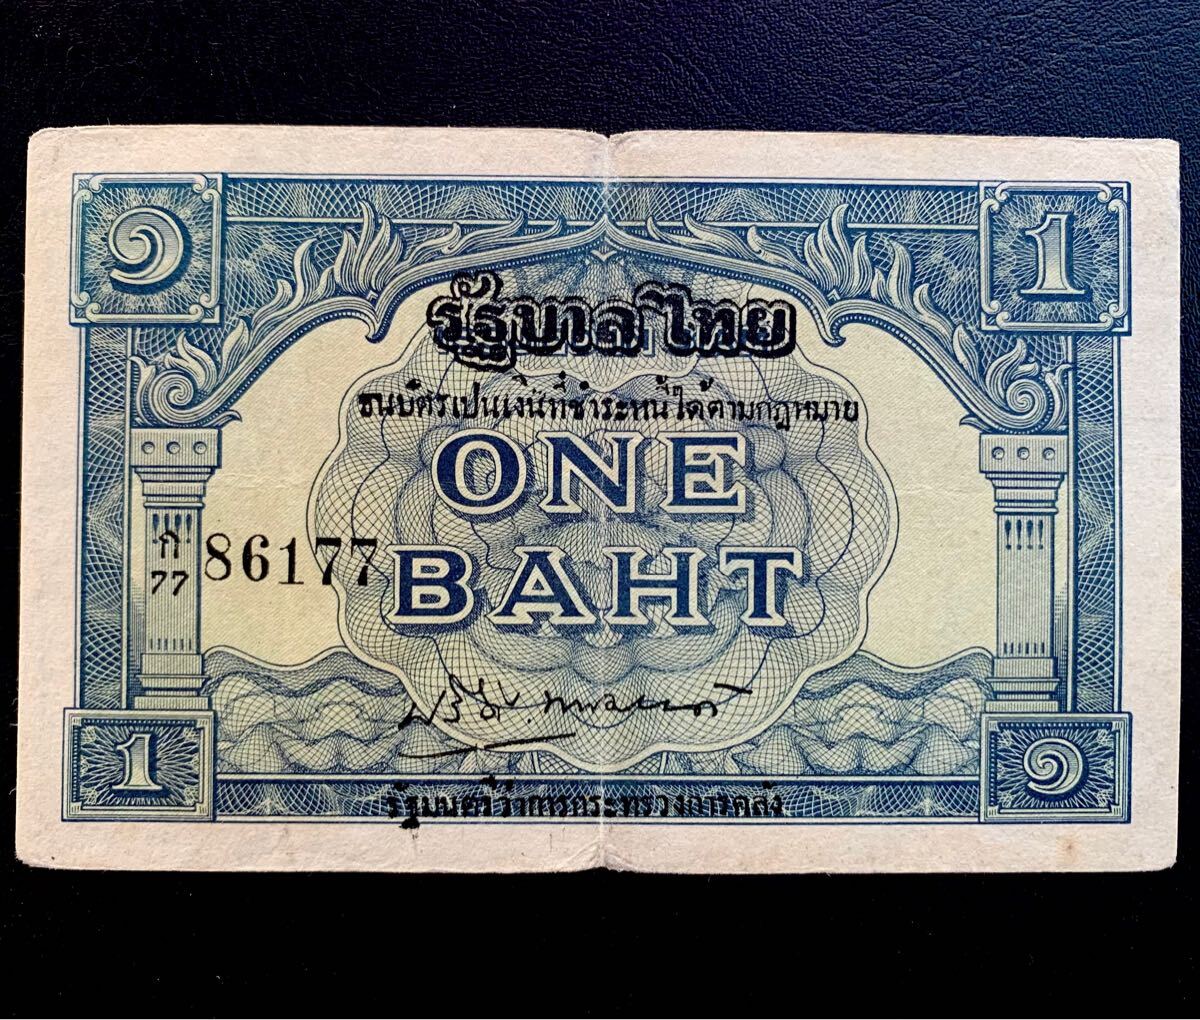 ๑ 1
รัฐบาลไทย
ธนบัตร์เป็นเงินที่ชำระหนี้ได้ตามกฎหมาย
ONE
ก
77 86177
BAHT
1 ๑
รัฐมนตรีว่าการกระทรวงการคลัง